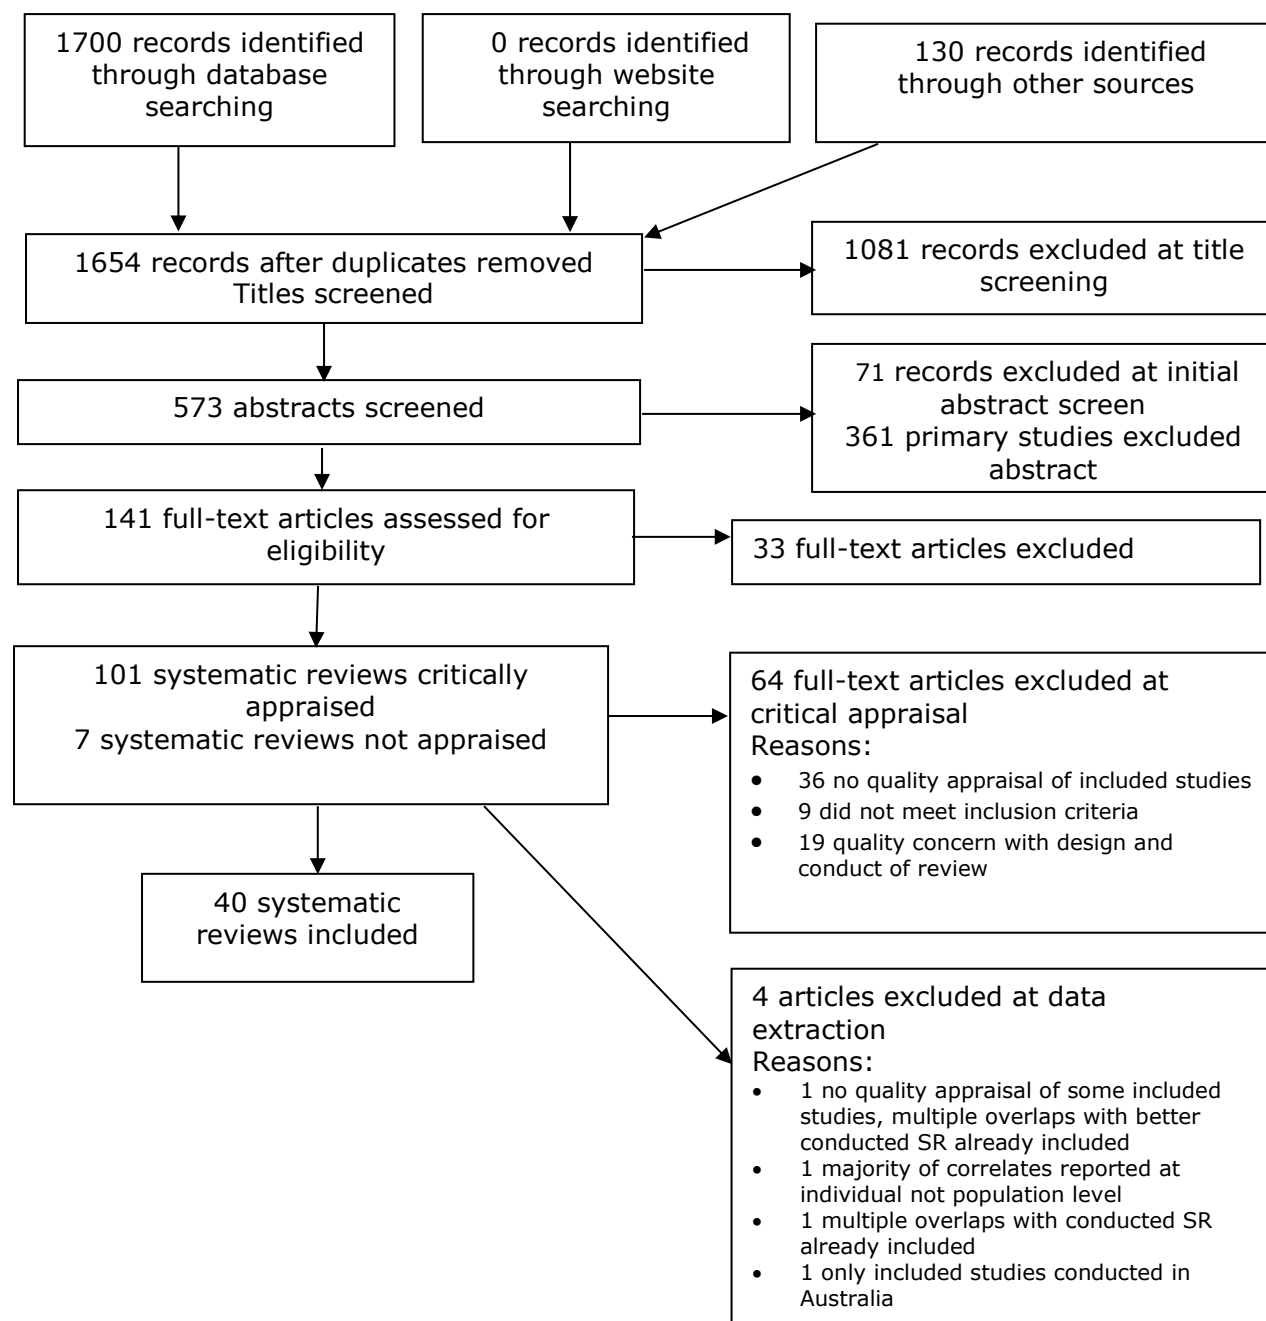 1700 records identified
through database
searching
0 records identified
through website
searching
130 records identified
through other sources
1654 records after duplicates removed
Titles screened
1081 records excluded at title
screening
573 abstracts screened
71 records excluded at initial
abstract screen
361 primary studies excluded
abstract
141 full-text articles assessed for
eligibility
33 full-text articles excluded
101 systematic reviews critically
appraised
7 systematic reviews not appraised
64 full-text articles excluded at
critical appraisal
Reasons:
• 36 no quality appraisal of included studies
• 9 did not meet inclusion criteria
• 19 quality concern with design and
conduct of review
40 systematic
reviews included
4 articles excluded at data
extraction
Reasons:
• 1 no quality appraisal of some included
studies, multiple overlaps with better
conducted SR already included
• 1 majority of correlates reported at
individual not population level
• 1 multiple overlaps with conducted SR
already included
• 1 only included studies conducted in
Australia